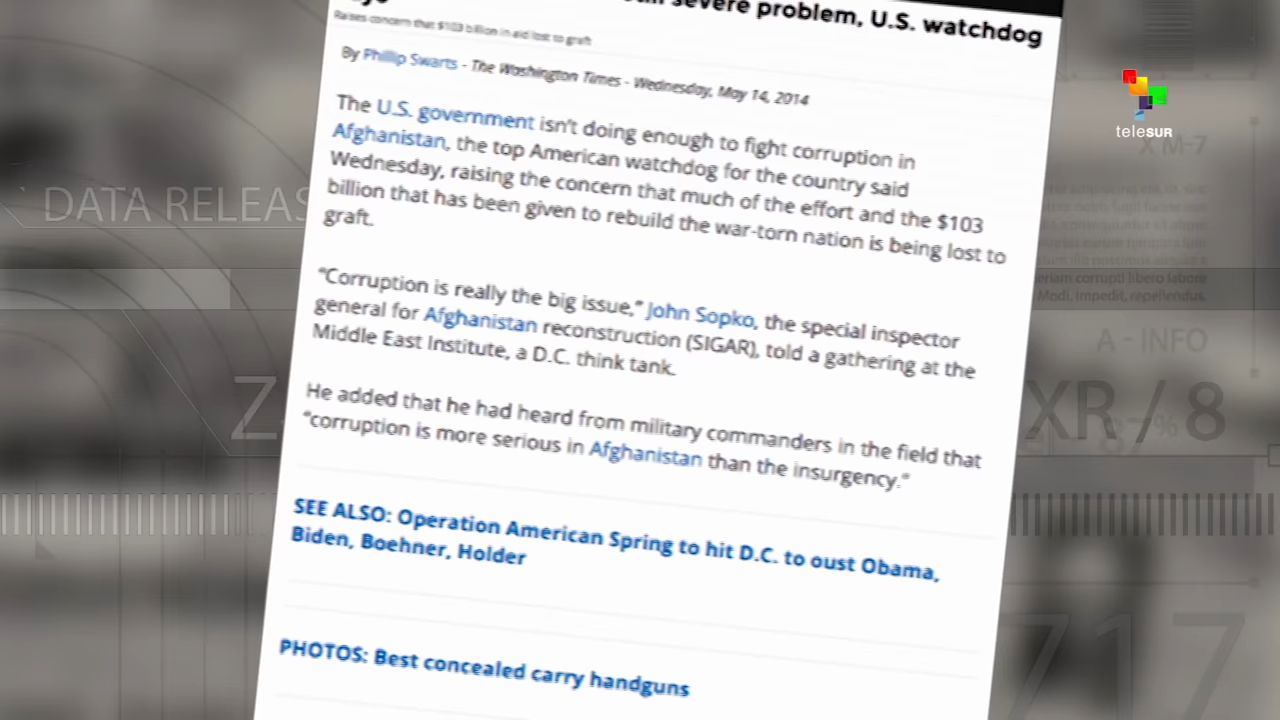 severe problem, U.S. watchdog
Raises concern that $103 billion in aid lost to graft
By Phillip Swarts - The Washington Times - Wednesday, May 14, 2014
The U.S. government isn't doing enough to fight corruption in
Afghanistan, the top American watchdog for the country said
Wednesday, raising the concern that much of the effort and the $103
billion that has been given to rebuild the war-torn nation is being lost to
graft.
"Corruption is really the big issue," John Sopko, the special inspector
general for Afghanistan reconstruction (SIGAR), told a gathering at the
Middle East Institute, a D.C. think tank.
He added that he had heard from military commanders in the field that
"corruption is more serious in Afghanistan than the insurgency."
SEE ALSO: Operation American Spring to hit D.C. to oust Obama,
Biden, Boehner, Holder
PHOTOS: Best concealed carry handguns
teleSUR
DATA RELEAS
X M-7
libero labore
Modi, impedit, repehendus.
A - INFO
Z
XR / 8
Z17